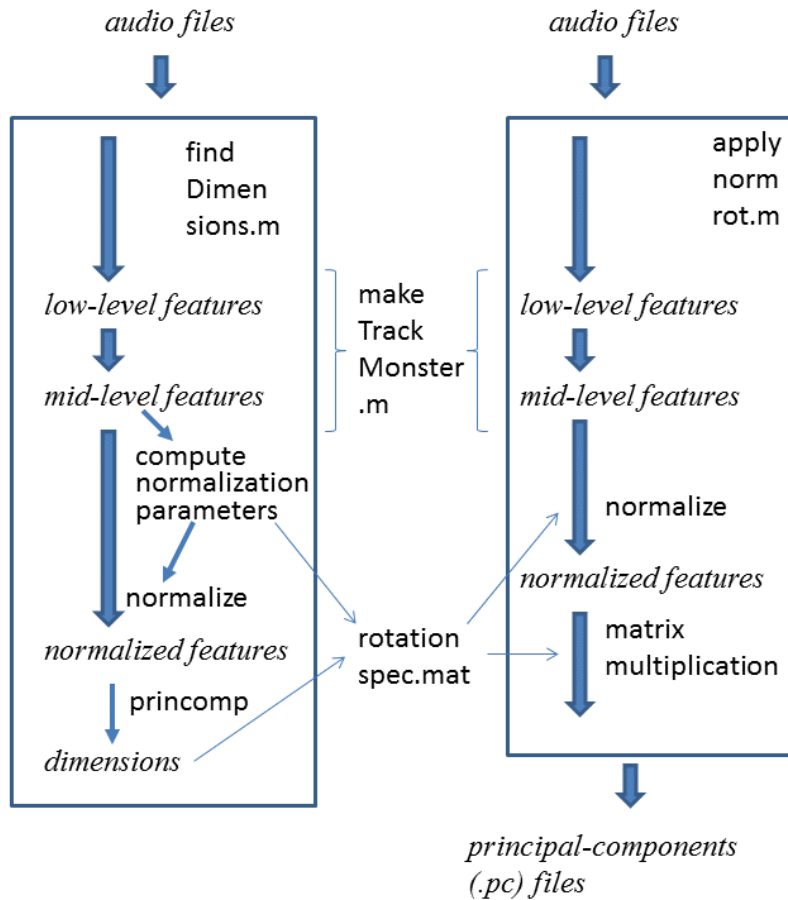 audio files
find
Dimen
sions.m
low-level features
mid-level features
compute
normalization
parameters
normalize
normalized features
princomp
dimensions
make
Track
Monster
.m
rotation
spec.mat
audio files
apply
norm
rot.m
low-level features
mid-level features
normalize
normalized features
matrix
multiplication
principal-components
(.pc) files